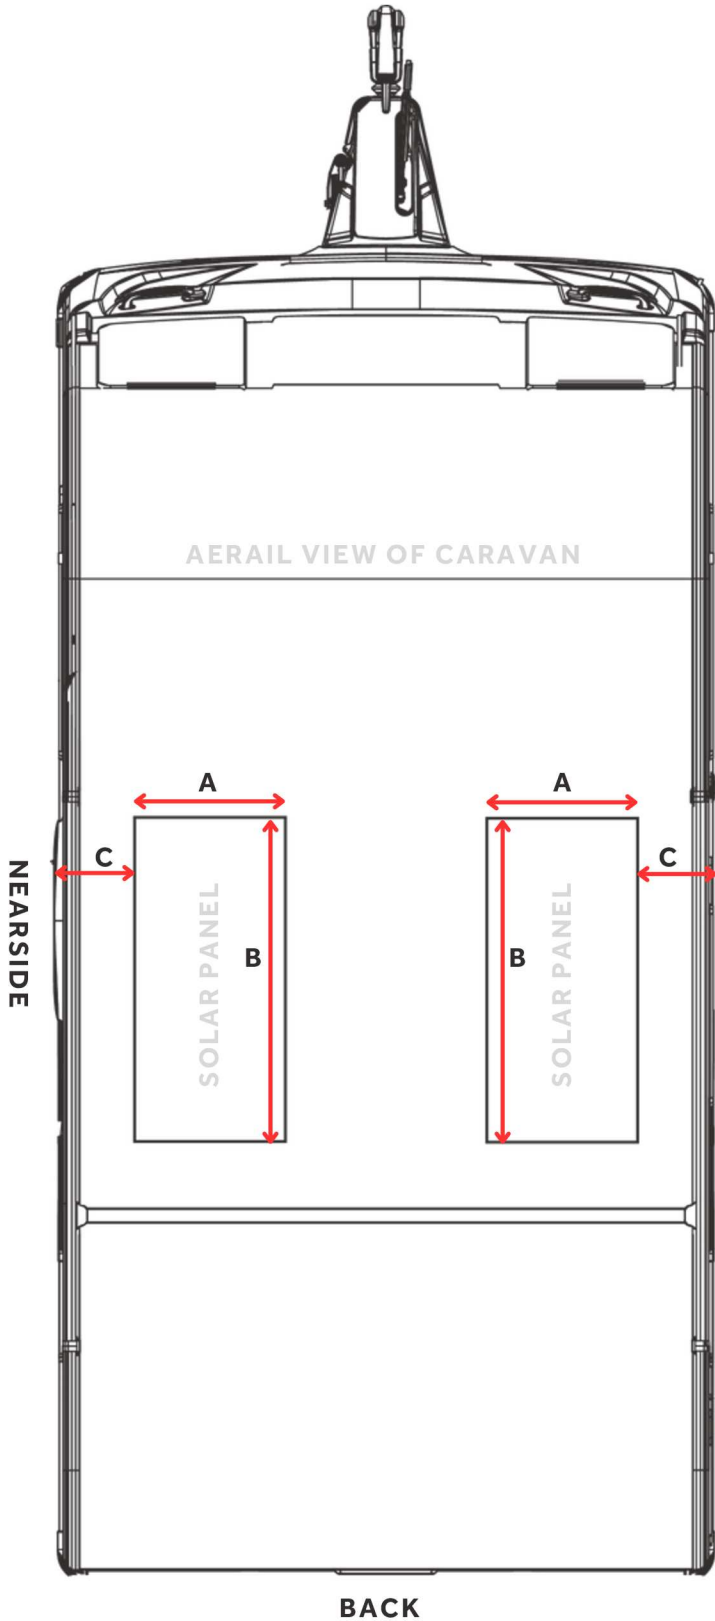 AERAIL VIEW OF CARAVAN
A
A
C
C
NEARSIDE
SOLAR PANEL
B
B
SOLAR PANEL
BACK